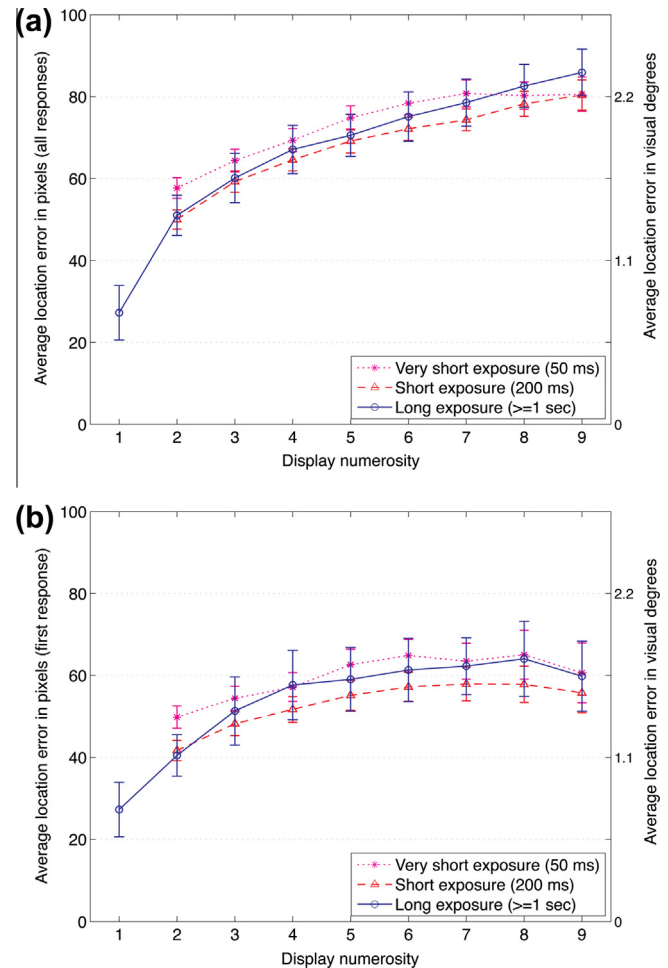 (a)
Average location error in pixels (all responses)
100
80
60
40
20
0
2.2
1.1
0
Average location error in visual degrees
Very short exposure (50 ms)
Short exposure (200 ms)
Long exposure (>=1 sec)
1 2 3 4 5 6 7 8 9
Display numerosity
(b)
Average location error in pixels (first response)
100
80
60
40
20
0
2.2
1.1
0
Average location error in visual degrees
Very short exposure (50 ms)
Short exposure (200 ms)
Long exposure (>=1 sec)
1 2 3 4 5 6 7 8 9
Display numerosity